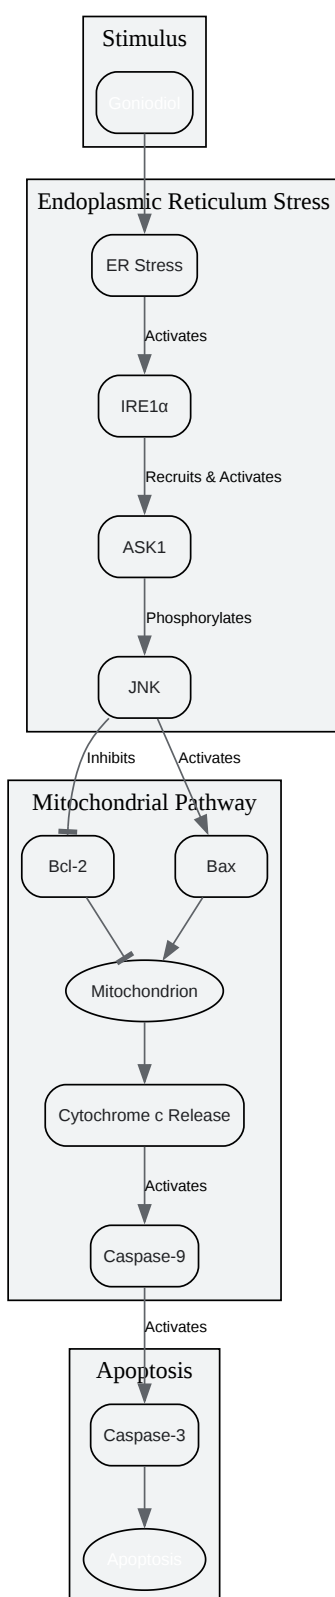 Stimulus
Goniodiol
Endoplasmic Reticulum Stress
ER Stress
Activates
IRE1α
Recruits & Activates
ASK1
Phosphorylates
JNK
Inhibits
Activates
Mitochondrial Pathway
Bcl-2
Bax
Mitochondrion
Cytochrome c Release
Activates
Caspase-9
Activates
Apoptosis
Caspase-3
Apoptosis